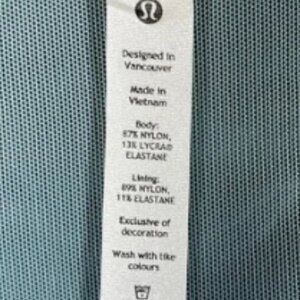 Designed in
Vancouver
Made in
Vietnam
Body:
87% NYLON,
13% LYCRA®
ELASTANE
Lining:
89% NYLON,
11% ELASTANE
Exclusive of
decoration
Wash with like
colours